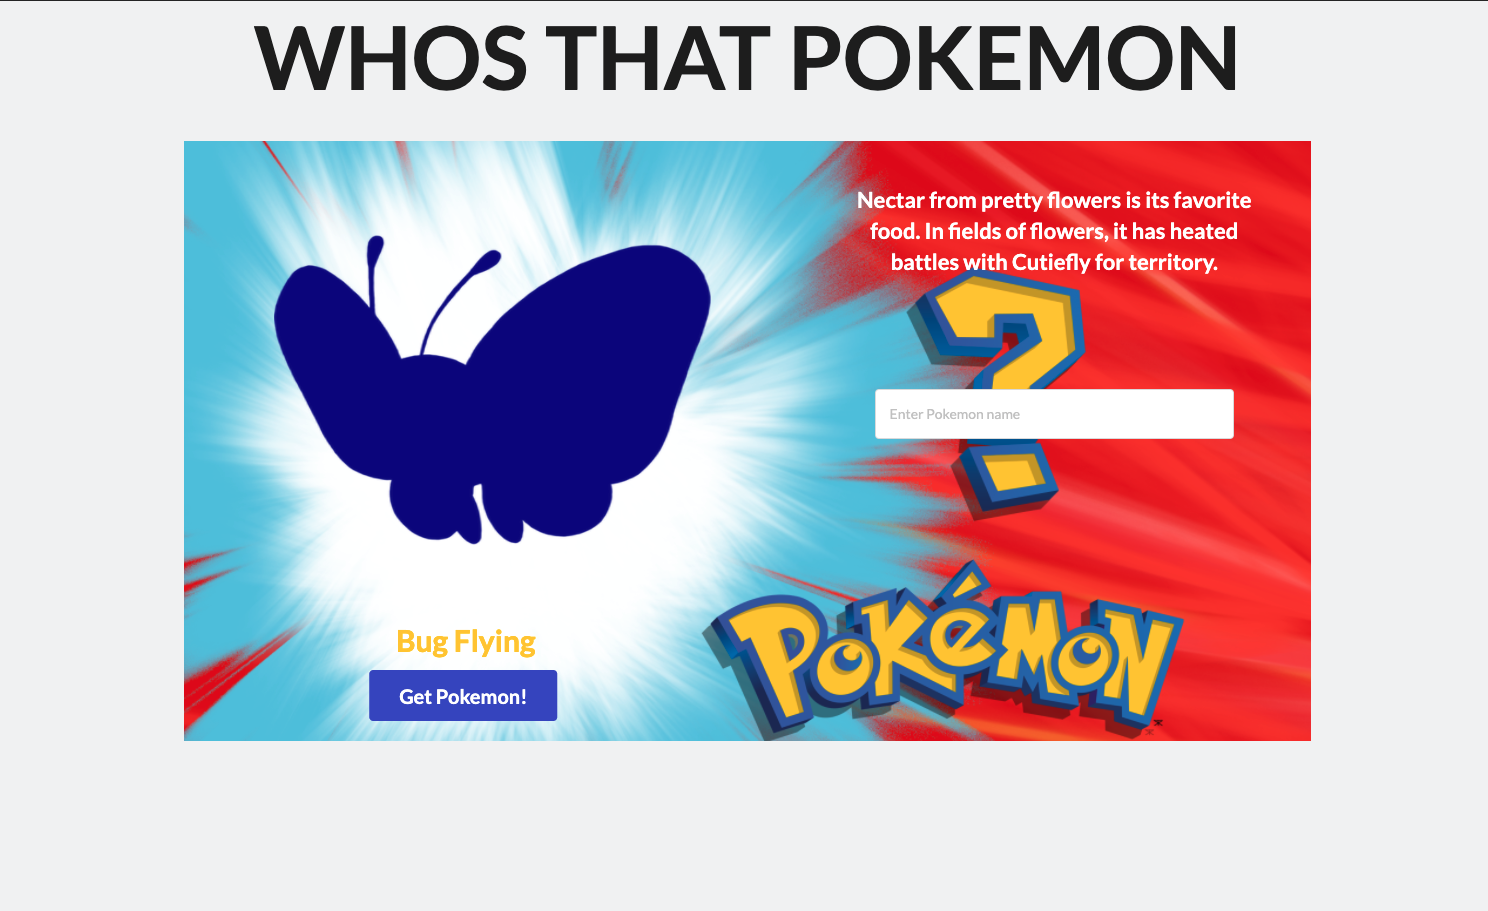 WHOS THAT POKEMON
Nectar from pretty flowers is its favorite
food. In fields of flowers, it has heated
battles with Cutiefly for territory.
?
Enter Pokemon name
Bug Flying
Get Pokemon!
POKéMON